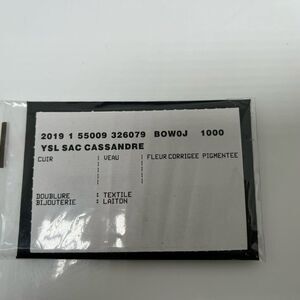 2019 1 55009 326079 BOW0J 1000
YSL SAC CASSANDRE
CUIR | VEAU | FLEUR CORRIGEE PIGMENTEE
DOUBLURE : TEXTILE
BIJOUTERIE : LAITON